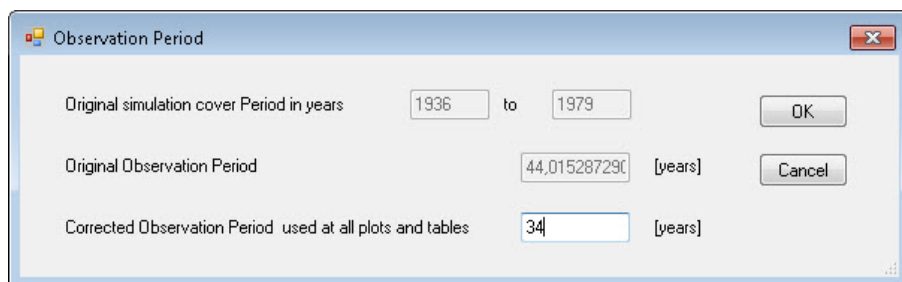 Observation Period
Original simulation cover Period in years 1936 to 1979
OK
Original Observation Period 44,015287290 [years]
Cancel
Corrected Observation Period used at all plots and tables 34 [years]